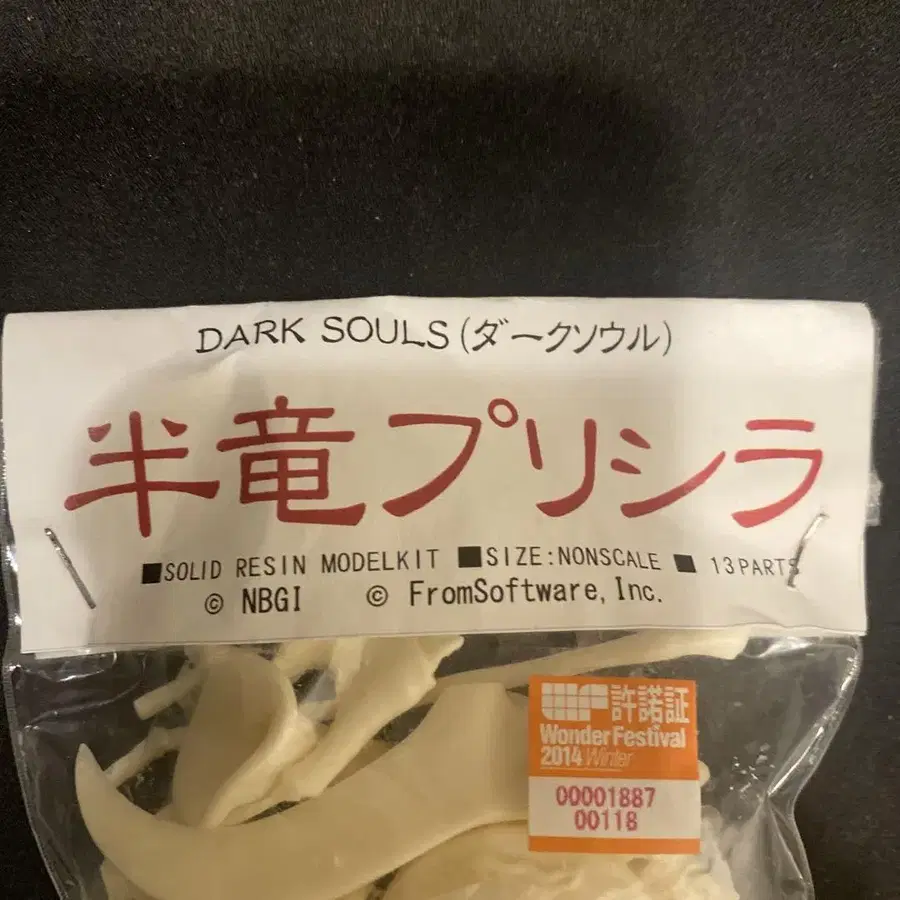 DARK SOULS(ダークソウル)
半竜プリシラ
■SOLID RESIN MODELKIT ■SIZE:NONSCALE ■ 13PARTS
© NBGI © FromSoftware, Inc.
WF 許諾証
Wonder Festival
2014 Winter
00001887
00118